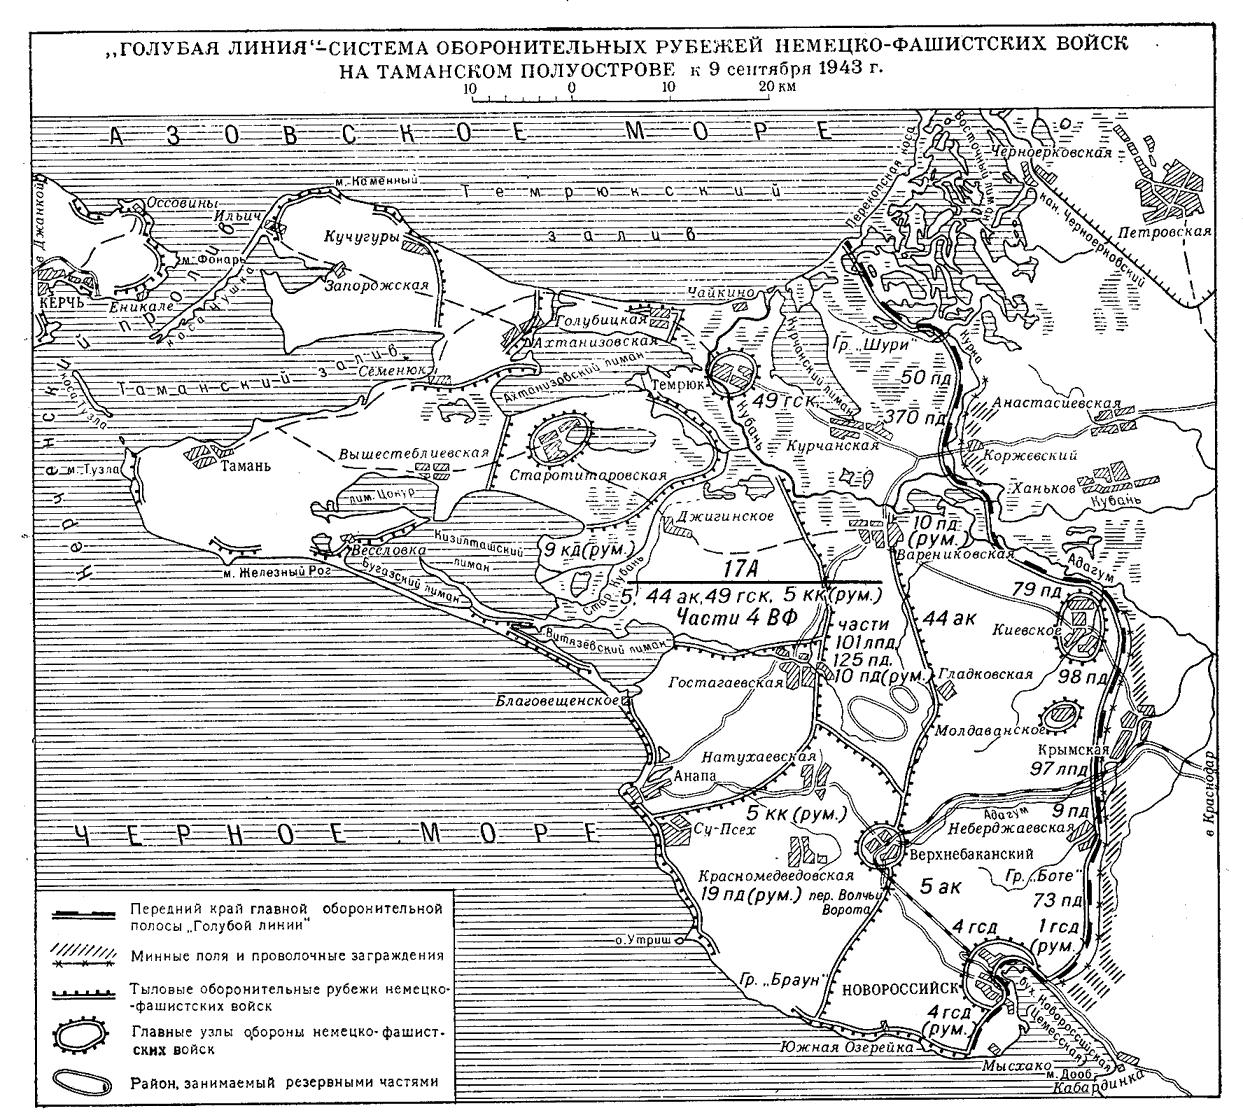 „ГОЛУБАЯ ЛИНИЯ“-СИСТЕМА ОБОРОНИТЕЛЬНЫХ РУБЕЖЕЙ НЕМЕЦКО-ФАШИСТСКИХ ВОЙСК
НА ТАМАНСКОМ ПОЛУОСТРОВЕ к 9 сентября 1943 г.
10 0 10 20 км
АЗОВСКОЕ МОРЕ
Темрюкский
залив
Перекопская коса
Восточный лим.
Черноерковская
кан. Черноерковский
Петровская
м. Каменный
в Джанкой
Оссовины
Ильич
Кучугуры
м. Фонарь
КЕРЧЬ
Еникале
коса Чушка
Запорджская
Керченский пролив
Чайкино
Голубицкая
Ахтанизовская
Гр. „Шури“
Курка
Курчанский лиман
Таманский залив
Семенюк
Ахтанизовский лиман
Темрюк
50 пд
коса Тузла
49 гск
370 пд
Анастасиевская
Кубань
Курчанская
Коржевский
м. Тузла
Тамань
Вышестеблиевская
Старотитаровская
лим. Цокур
Ханьков
Кубань
Джигинское
10 пд
(рум.)
Варениковская
Кизилташский
лиман
9 кд (рум.)
Веселовка
м. Железный Рог
Бугазский лиман
Стар. Кубань
17А
5, 44 ак, 49 гск, 5 кк (рум.)
Части 4 ВФ
Адагум
79 пд
Киевское
Витязевский лиман
части
101 лпд,
125 пд,
10 пд (рум.)
44 ак
Гостагаевская
Гладковская
98 пд
Благовещенское
Молдаванское
Крымская
97 лпд
Натухаевская
Анапа
в Краснодар
5 кк (рум.)
Адагум
9 пд
ЧЕРНОЕ МОРЕ
Су-Псех
Неберджаевская
Верхнебаканский
Красномедведовская
19 пд (рум.)
пер. Волчьи
Ворота
5 ак
Гр. „Боте“
73 пд
4 гсд
1 гсд
(рум.)
о. Утриш
Гр. „Браун“
НОВОРОССИЙСК
4 гсд
(рум.)
бух. Новороссийская
(Цемесская)
Южная Озерейка
Мысхако
м. Дооб
Кабардинка
Передний край главной оборонительной
полосы „Голубой линии“
Минные поля и проволочные заграждения
Тыловые оборонительные рубежи немецко-
-фашистских войск
Главные узлы обороны немецко-фашист-
ских войск
Район, занимаемый резервными частями